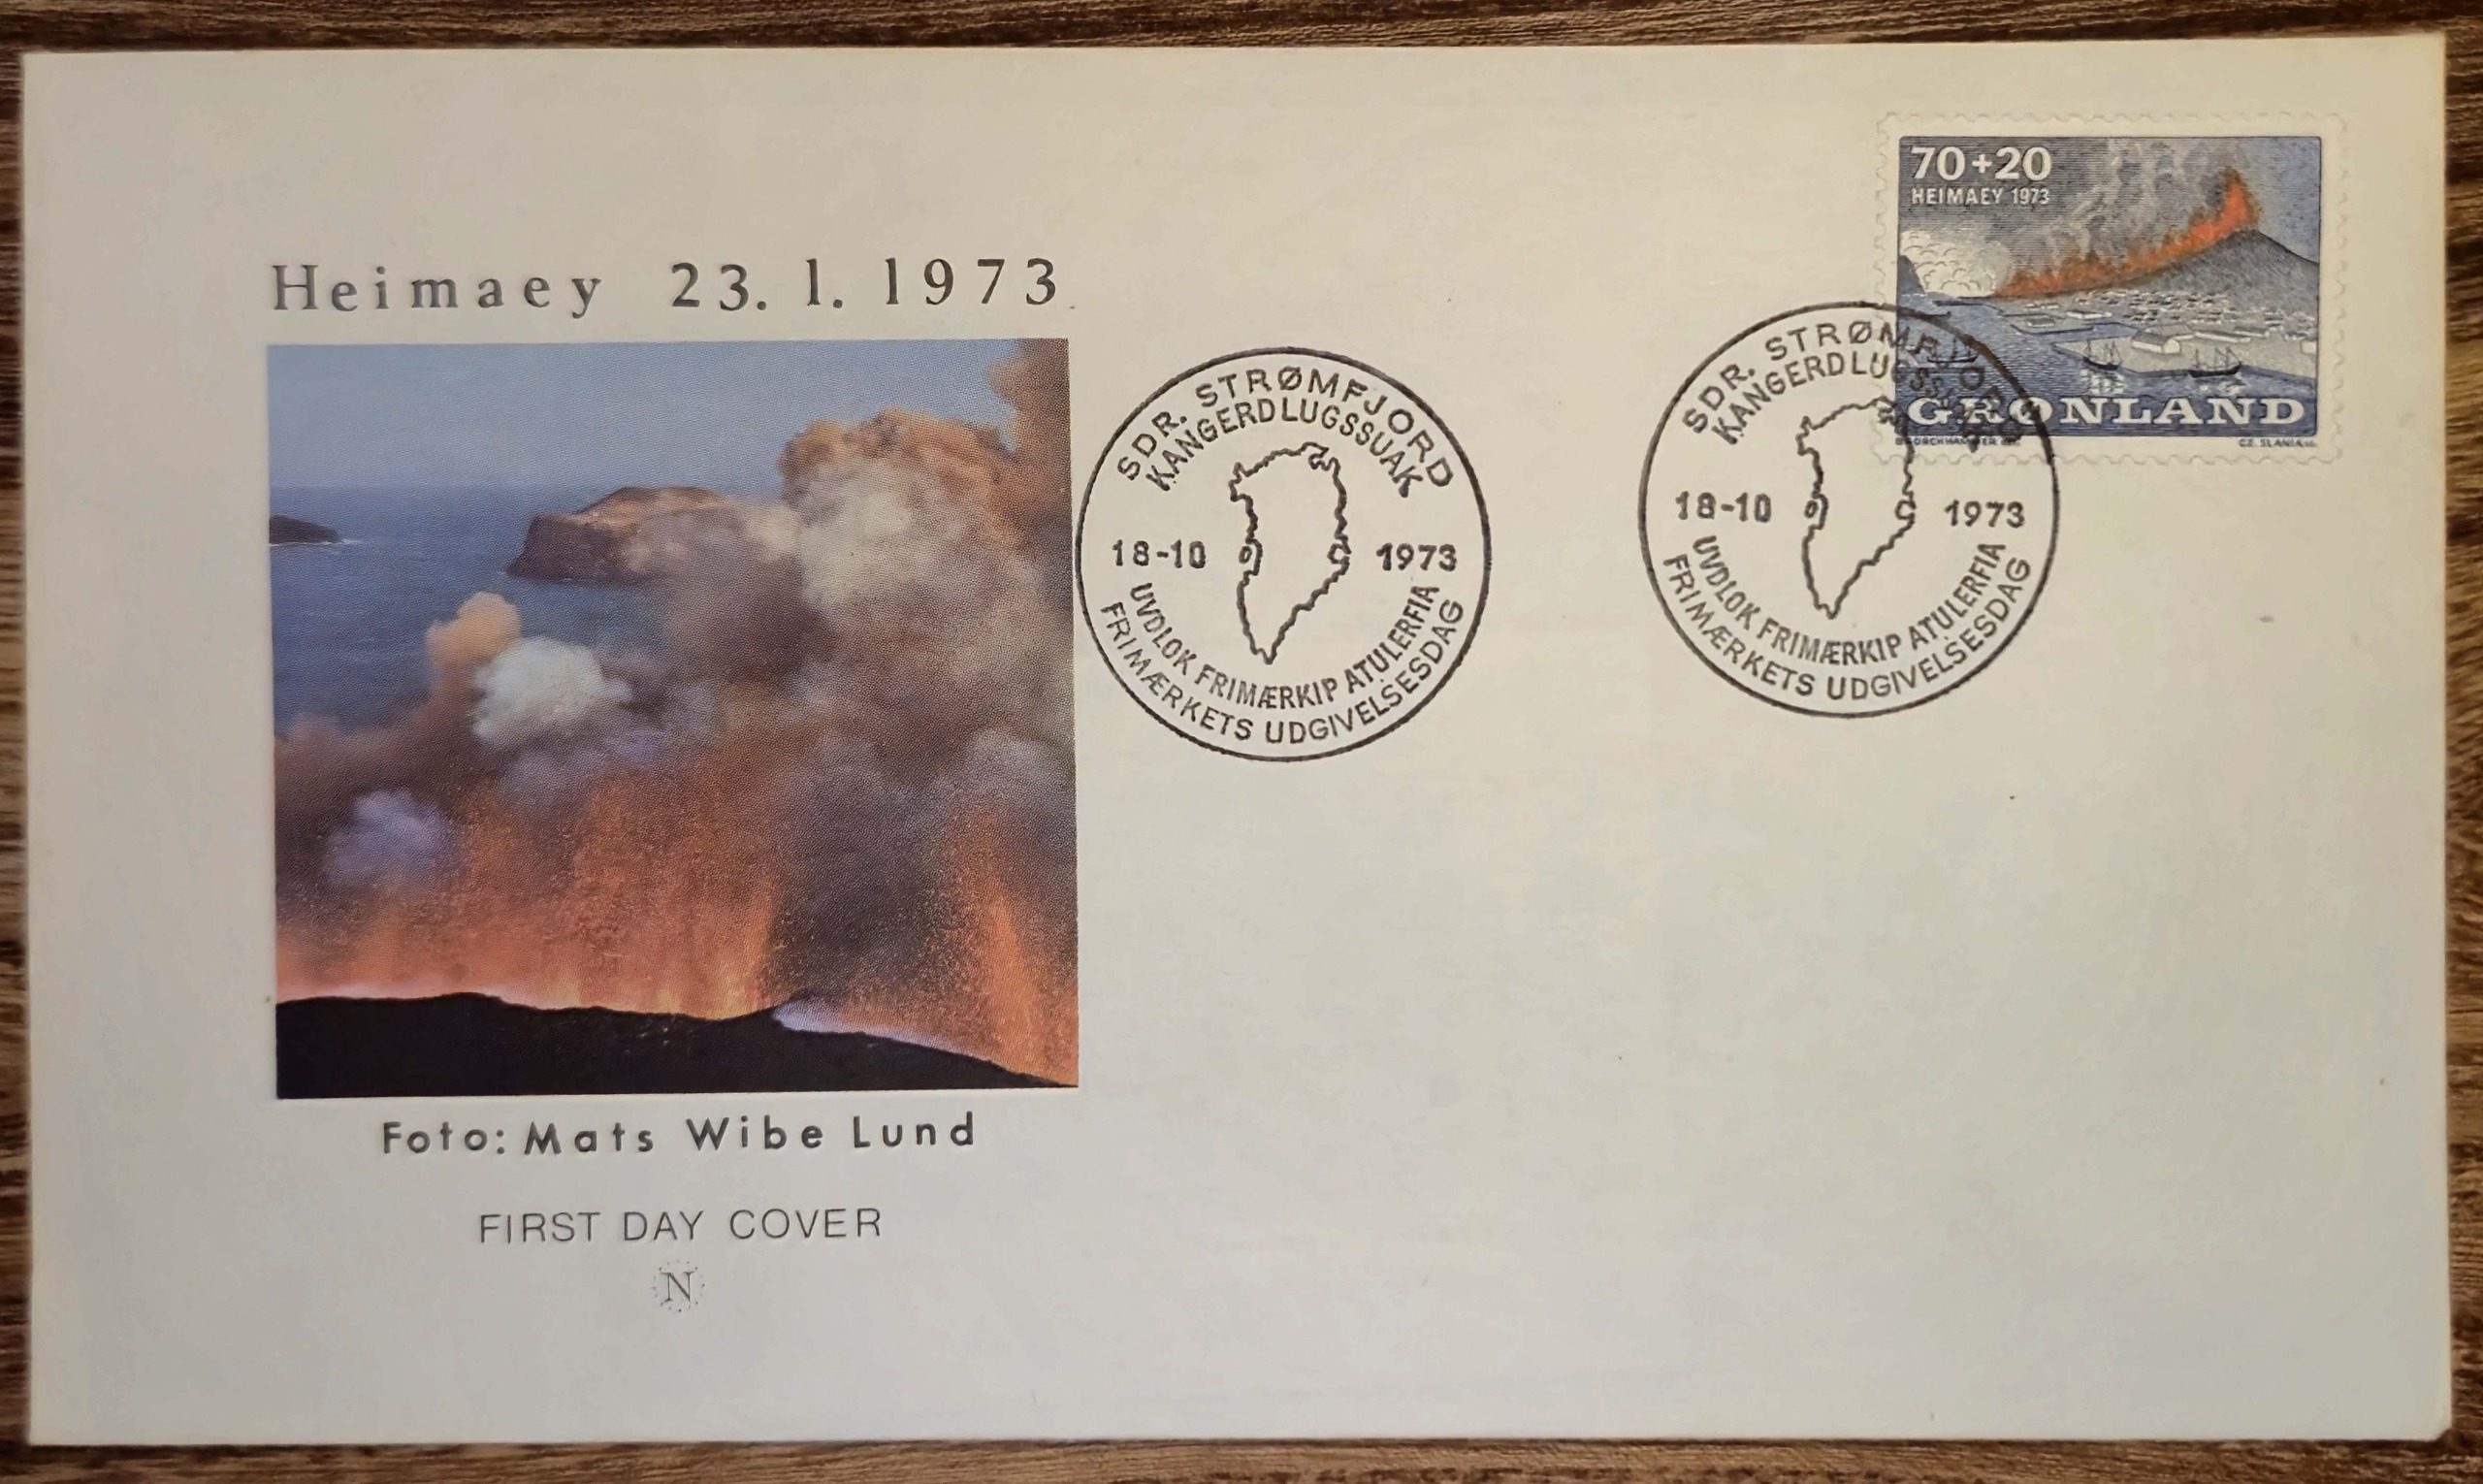 Heimaey 23. 1. 1973
Foto: Mats Wibe Lund
FIRST DAY COVER
N
SDR. STRØMFJORD
KANGERDLUGSSUAK
18-10 1973
UVDLOK FRIMÆRKIP ATULERFIA
FRIMÆRKETS UDGIVELSESDAG
SDR. STRØMFJORD
KANGERDLUGSSUAK
18-10 1973
UVDLOK FRIMÆRKIP ATULERFIA
FRIMÆRKETS UDGIVELSESDAG
70+20
HEIMAEY 1973
GRØNLAND
CZ. SLANIA